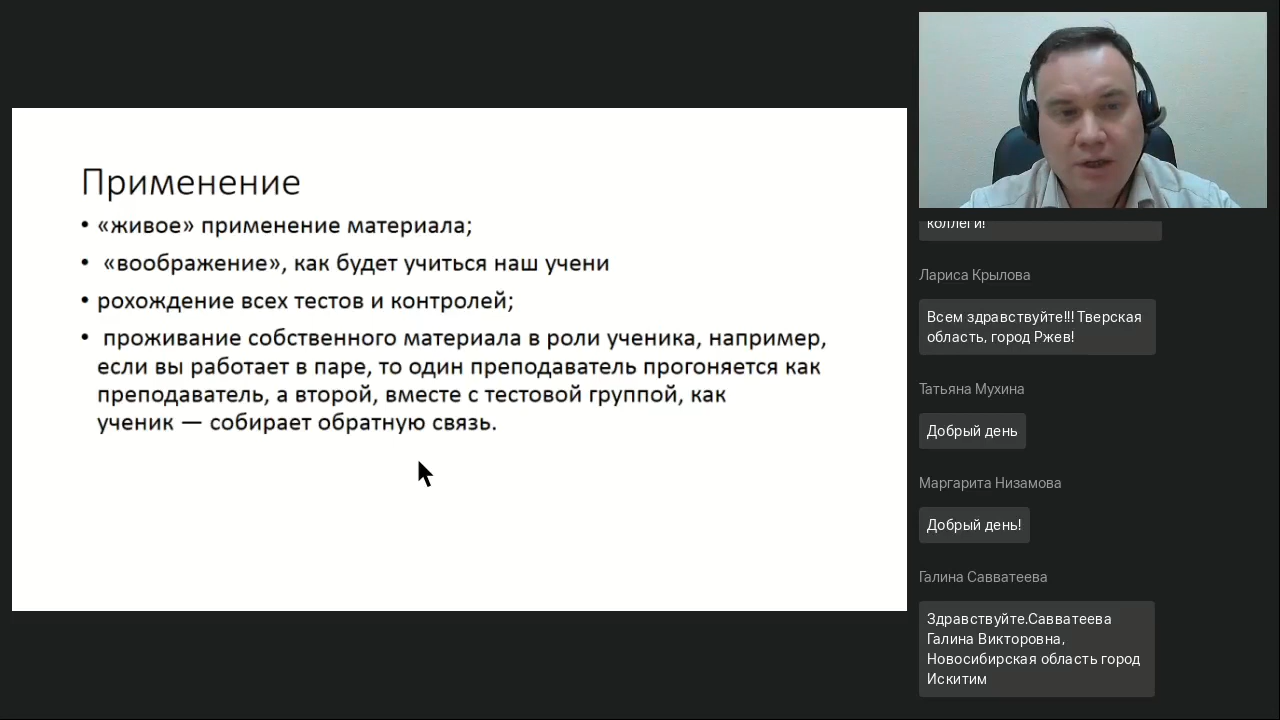 Применение
• «живое» применение материала;
• «воображение», как будет учиться наш учени
• рохождение всех тестов и контролей;
• проживание собственного материала в роли ученика, например,
если вы работает в паре, то один преподаватель прогоняется как
преподаватель, а второй, вместе с тестовой группой, как
ученик — собирает обратную связь.
коллеги!
Лариса Крылова
Всем здравствуйте!!! Тверская
область, город Ржев!
Татьяна Мухина
Добрый день
Маргарита Низамова
Добрый день!
Галина Савватеева
Здравствуйте.Савватеева
Галина Викторовна,
Новосибирская область город
Искитим